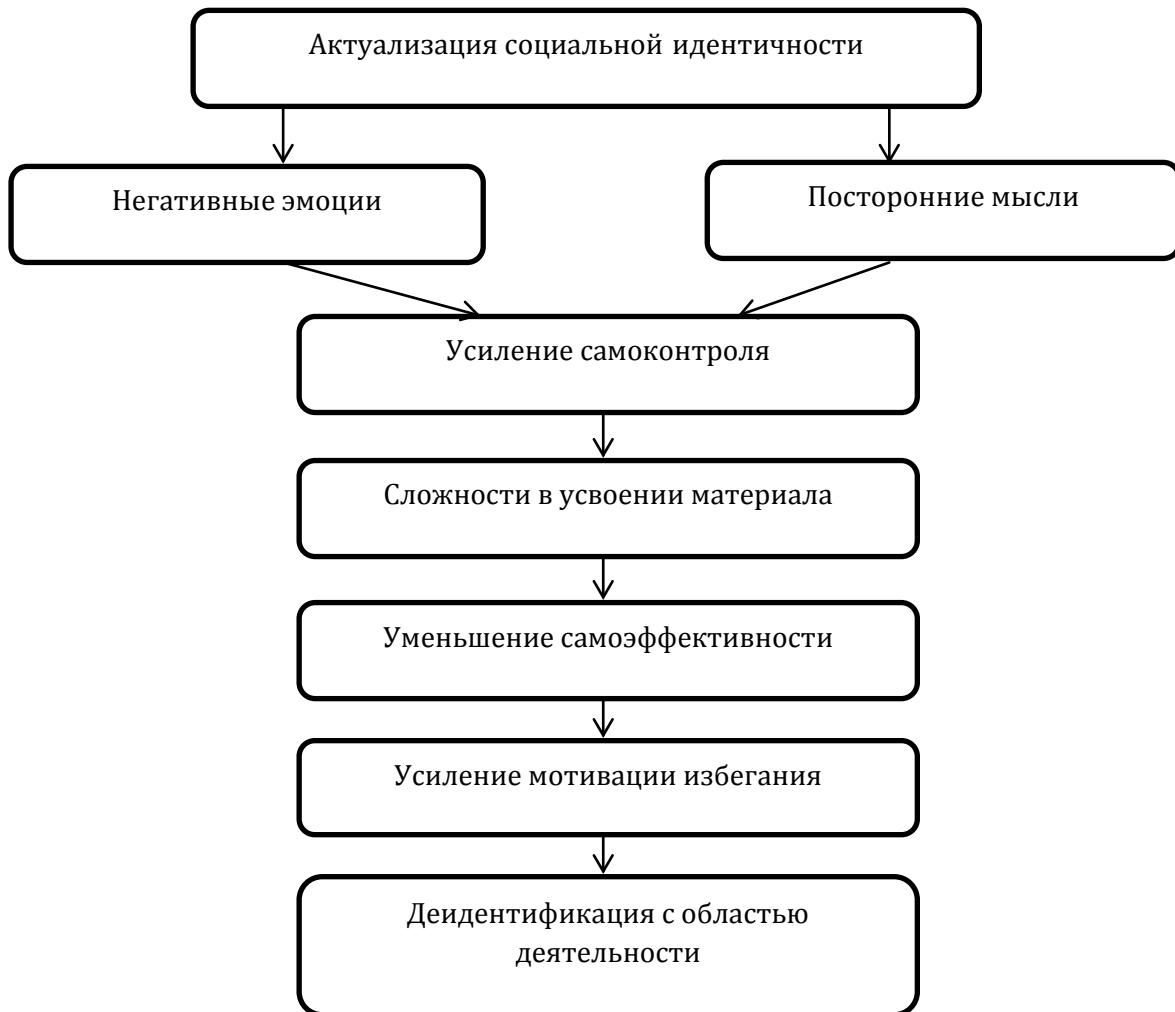 Актуализация социальной идентичности
Негативные эмоции
Посторонние мысли
Усиление самоконтроля
Сложности в усвоении материала
Уменьшение самоэффективности
Усиление мотивации избегания
Деидентификация с областью
деятельности